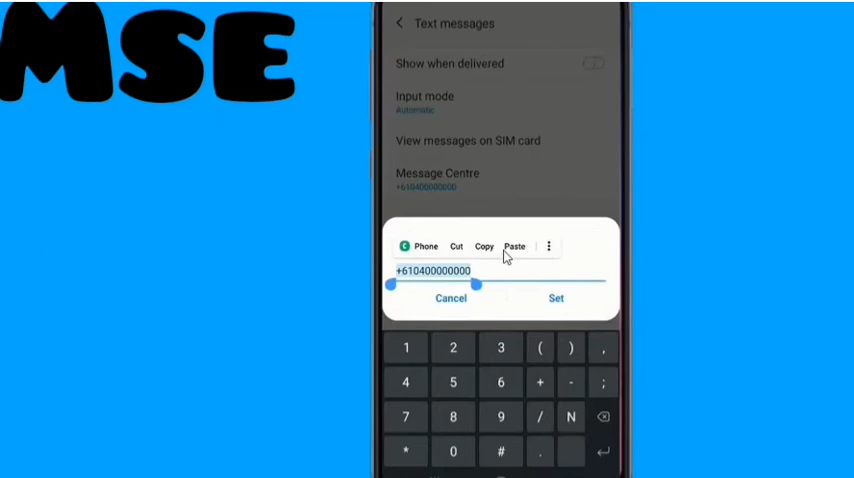 MSE
Text messages
Show when delivered
Input mode
Automatic
View messages on SIM card
Message Centre
+610400000000
Phone Cut Copy Paste
+610400000000
Cancel Set
1 2 3 ( ) ,
4 5 6 + - ;
7 8 9 / N
* 0 # .